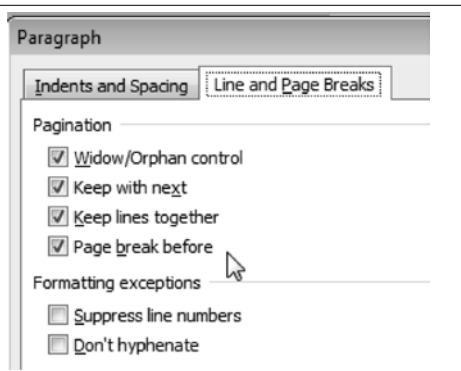 Paragraph
Indents and Spacing Line and Page Breaks
Pagination
Widow/Orphan control
Keep with next
Keep lines together
Page break before
Formatting exceptions
Suppress line numbers
Don't hyphenate